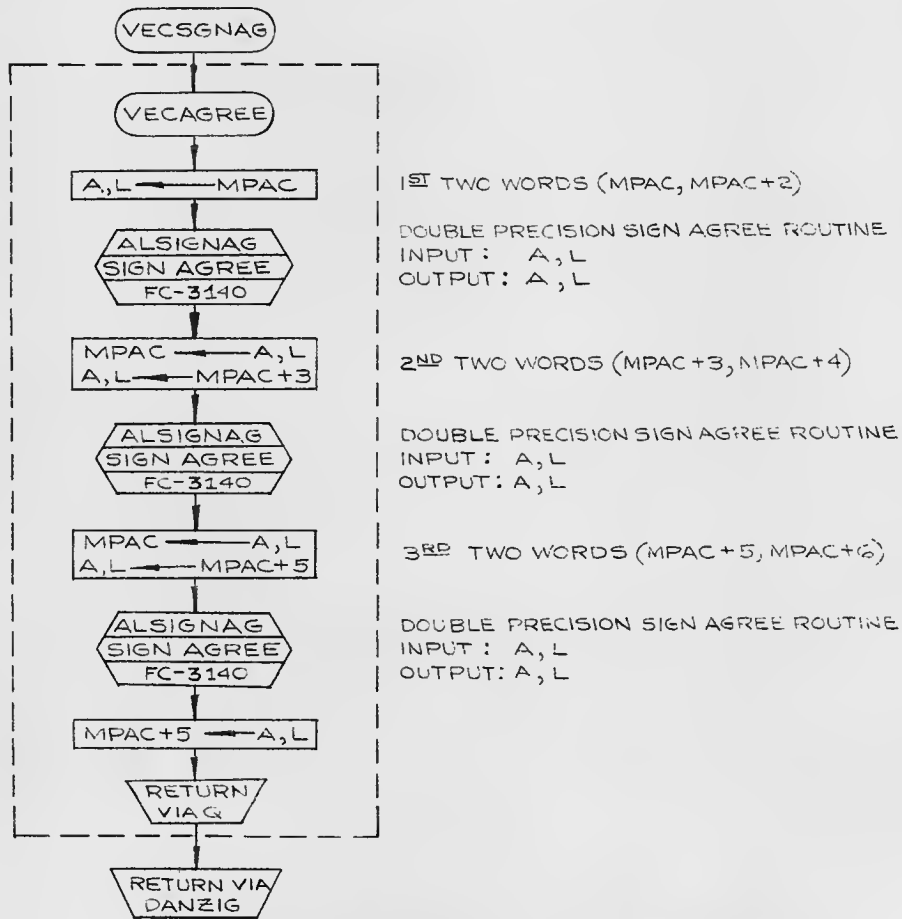 VECSGNAG
VECAGREE
A,L ← MPAC
1ST TWO WORDS (MPAC, MPAC+2)
ALSIGNAG
SIGN AGREE
FC-3140
DOUBLE PRECISION SIGN AGREE ROUTINE
INPUT: A,L
OUTPUT: A,L
MPAC ← A,L
A,L ← MPAC+3
2ND TWO WORDS (MPAC+3, MPAC+4)
ALSIGNAG
SIGN AGREE
FC-3140
DOUBLE PRECISION SIGN AGREE ROUTINE
INPUT: A,L
OUTPUT: A,L
MPAC ← A,L
A,L ← MPAC+5
3RD TWO WORDS (MPAC+5, MPAC+6)
ALSIGNAG
SIGN AGREE
FC-3140
DOUBLE PRECISION SIGN AGREE ROUTINE
INPUT: A,L
OUTPUT: A,L
MPAC+5 ← A,L
RETURN
VIA Q
RETURN VIA
DANZIG